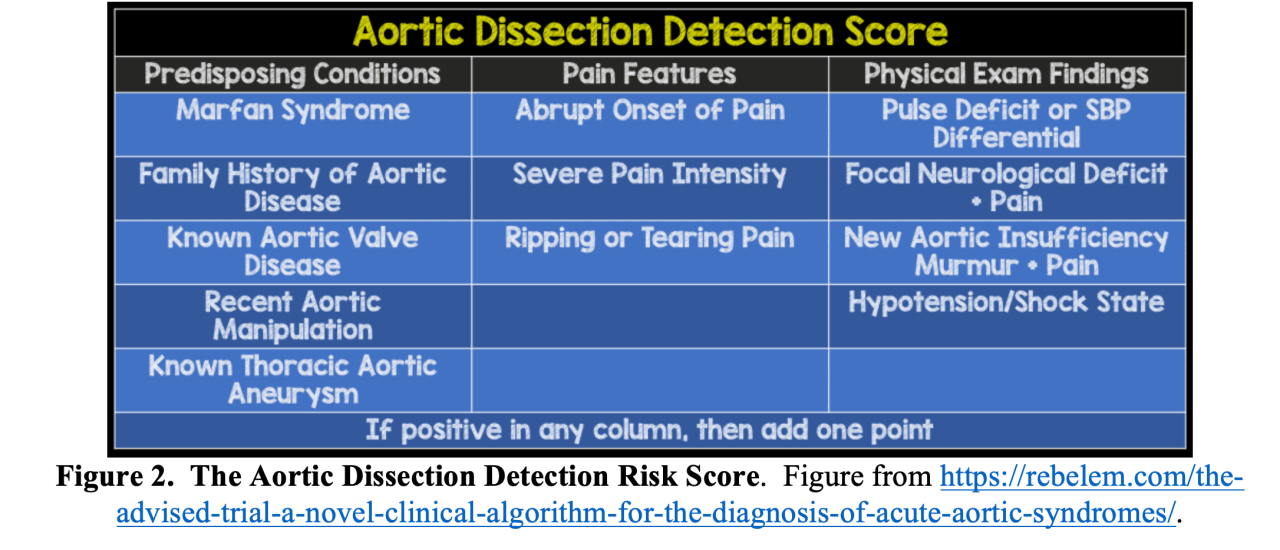 Aortic Dissection Detection Score
Predisposing Conditions
Pain Features
Physical Exam Findings
Marfan Syndrome
Abrupt Onset of Pain
Pulse Deficit or SBP
Differential
Family History of Aortic
Disease
Severe Pain Intensity
Focal Neurological Deficit
+ Pain
Known Aortic Valve
Disease
Ripping or Tearing Pain
New Aortic Insufficiency
Murmur + Pain
Recent Aortic
Manipulation
Hypotension/Shock State
Known Thoracic Aortic
Aneurysm
If positive in any column, then add one point
Figure 2. The Aortic Dissection Detection Risk Score. Figure from https://rebelem.com/the-
advised-trial-a-novel-clinical-algorithm-for-the-diagnosis-of-acute-aortic-syndromes/.